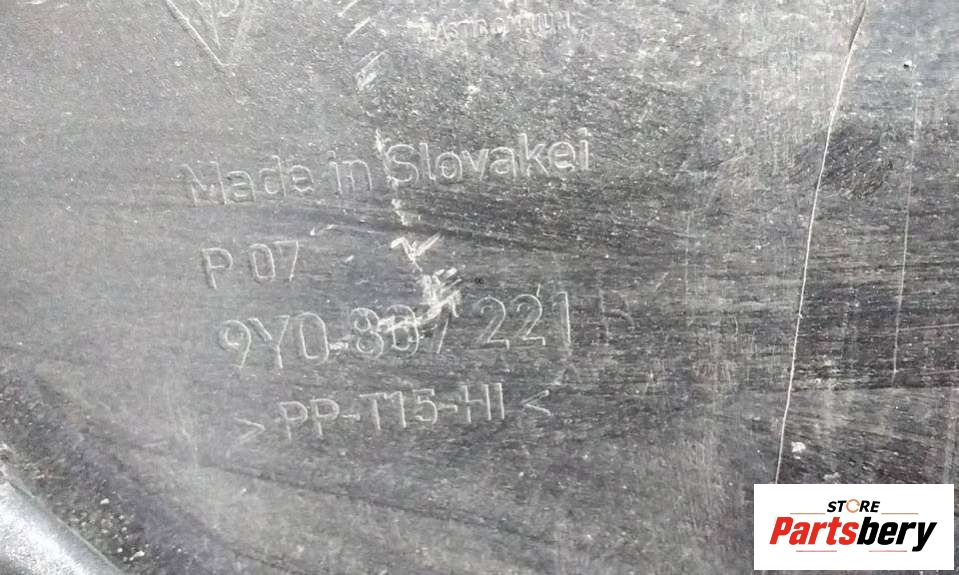 Made in Slovakei
P 07
9Y0.807 221
>PP-T15-HI<
STORE
Partsbery